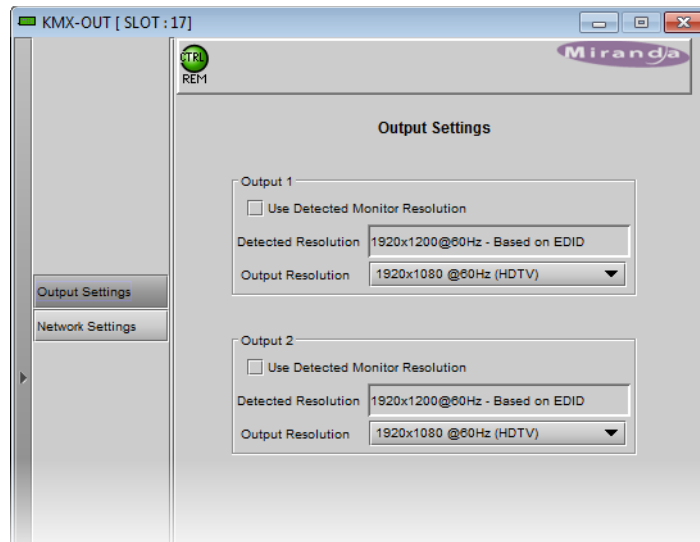 KMX-OUT [ SLOT : 17]
CTRL
REM
Miranda
Output Settings
Output 1
Use Detected Monitor Resolution
Detected Resolution 1920x1200@60Hz - Based on EDID
Output Resolution 1920x1080 @60Hz (HDTV)
Output Settings
Network Settings
Output 2
Use Detected Monitor Resolution
Detected Resolution 1920x1200@60Hz - Based on EDID
Output Resolution 1920x1080 @60Hz (HDTV)